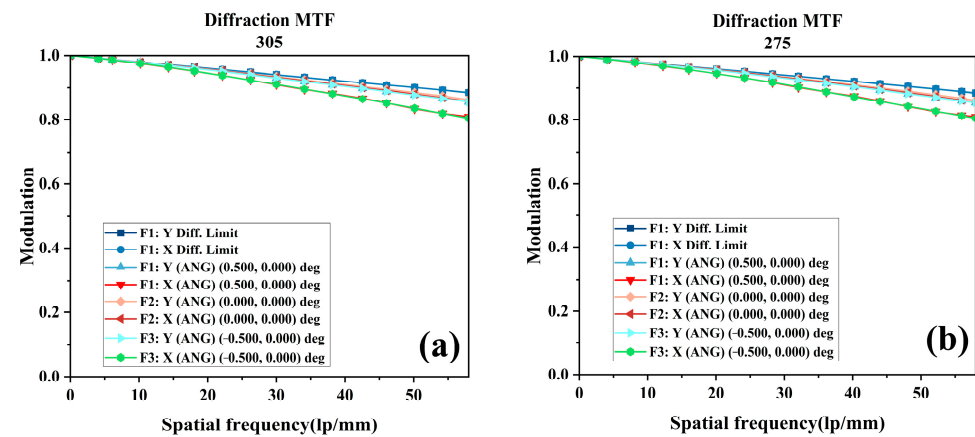 Diffraction MTF
305
1.0
0.8
0.6
0.4
0.2
0.0
Modulation
F1: Y Diff. Limit
F1: X Diff. Limit
F1: Y (ANG) (0.500, 0.000) deg
F1: X (ANG) (0.500, 0.000) deg
F2: Y (ANG) (0.000, 0.000) deg
F2: X (ANG) (0.000, 0.000) deg
F3: Y (ANG) (−0.500, 0.000) deg
F3: X (ANG) (−0.500, 0.000) deg
(a)
0 10 20 30 40 50
Spatial frequency(lp/mm)
Diffraction MTF
275
1.0
0.8
0.6
0.4
0.2
0.0
Modulation
F1: Y Diff. Limit
F1: X Diff. Limit
F1: Y (ANG) (0.500, 0.000) deg
F1: X (ANG) (0.500, 0.000) deg
F2: Y (ANG) (0.000, 0.000) deg
F2: X (ANG) (0.000, 0.000) deg
F3: Y (ANG) (−0.500, 0.000) deg
F3: X (ANG) (−0.500, 0.000) deg
(b)
0 10 20 30 40 50
Spatial frequency(lp/mm)